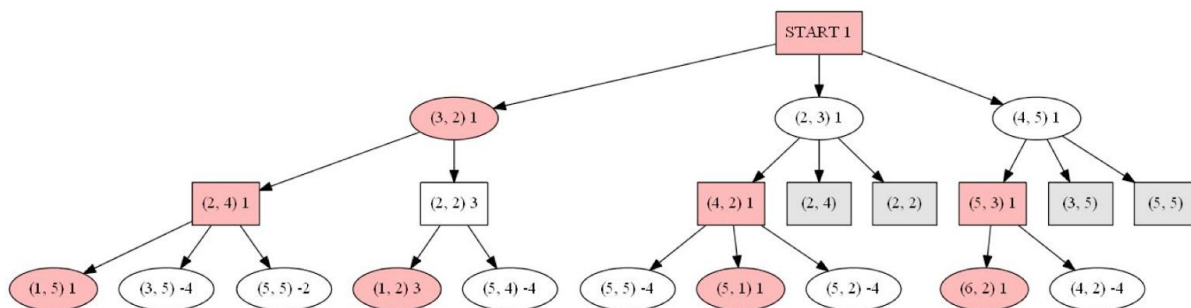 START 1
(3, 2) 1
(2, 3) 1
(4, 5) 1
(2, 4) 1
(2, 2) 3
(4, 2) 1
(2, 4)
(2, 2)
(5, 3) 1
(3, 5)
(5, 5)
(1, 5) 1
(3, 5) -4
(5, 5) -2
(1, 2) 3
(5, 4) -4
(5, 5) -4
(5, 1) 1
(5, 2) -4
(6, 2) 1
(4, 2) -4